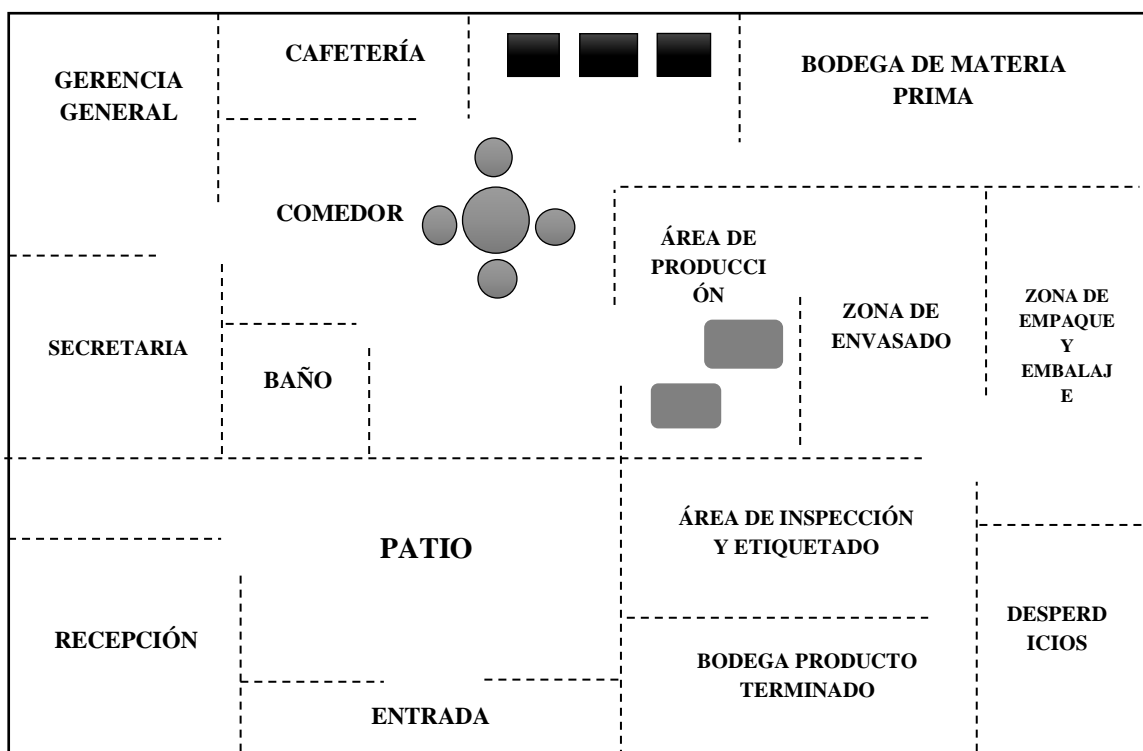 GERENCIA
GENERAL
CAFETERÍA
BODEGA DE MATERIA
PRIMA
COMEDOR
ÁREA DE
PRODUCCI
ÓN
ZONA DE
ENVASADO
ZONA DE
EMPAQUE
Y
EMBALAJ
E
SECRETARIA
BAÑO
PATIO
ÁREA DE INSPECCIÓN
Y ETIQUETADO
RECEPCIÓN
DESPERD
ICIOS
BODEGA PRODUCTO
TERMINADO
ENTRADA